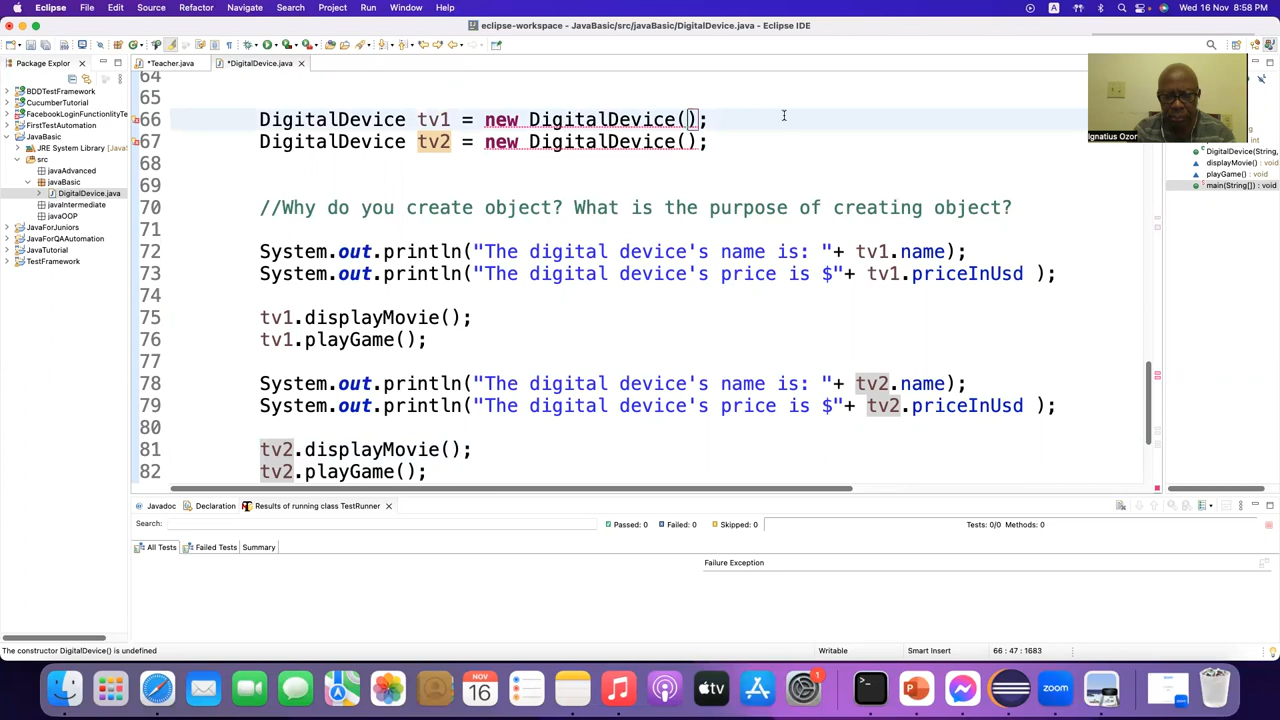 Eclipse File Edit Source Refactor Navigate Search Project Run Window Help
Wed 16 Nov 8:58 PM
eclipse-workspace - JavaBasic/src/javaBasic/DigitalDevice.java - Eclipse IDE
Package Explor
*Teacher.java
*DigitalDevice.java
BDDTestFramework
CucumberTutorial
FacebookLoginFunctionlityTe
FirstTestAutomation
JavaBasic
JRE System Library [Java
src
javaAdvanced
javaBasic
DigitalDevice.java
javaIntermediate
javaOOP
JavaForJuniors
JavaForQAAutomation
JavaTutorial
TestFramework
64
65
66 DigitalDevice tv1 = new DigitalDevice();
67 DigitalDevice tv2 = new DigitalDevice();
68
69
70 //Why do you create object? What is the purpose of creating object?
71
72 System.out.println("The digital device's name is: "+ tv1.name);
73 System.out.println("The digital device's price is $"+ tv1.priceInUsd );
74
75 tv1.displayMovie();
76 tv1.playGame();
77
78 System.out.println("The digital device's name is: "+ tv2.name);
79 System.out.println("The digital device's price is $"+ tv2.priceInUsd );
80
81 tv2.displayMovie();
82 tv2.playGame();
Ignatius Ozor
: int
DigitalDevice(String,
displayMovie() : void
playGame() : void
main(String[]) : void
Javadoc
Declaration
Results of running class TestRunner
Search:
Passed: 0
Failed: 0
Skipped: 0
Tests: 0/0 Methods: 0
All Tests
Failed Tests
Summary
Failure Exception
The constructor DigitalDevice() is undefined
Writable
Smart Insert
66 : 47 : 1683
NOV
16
tv
1
zoom